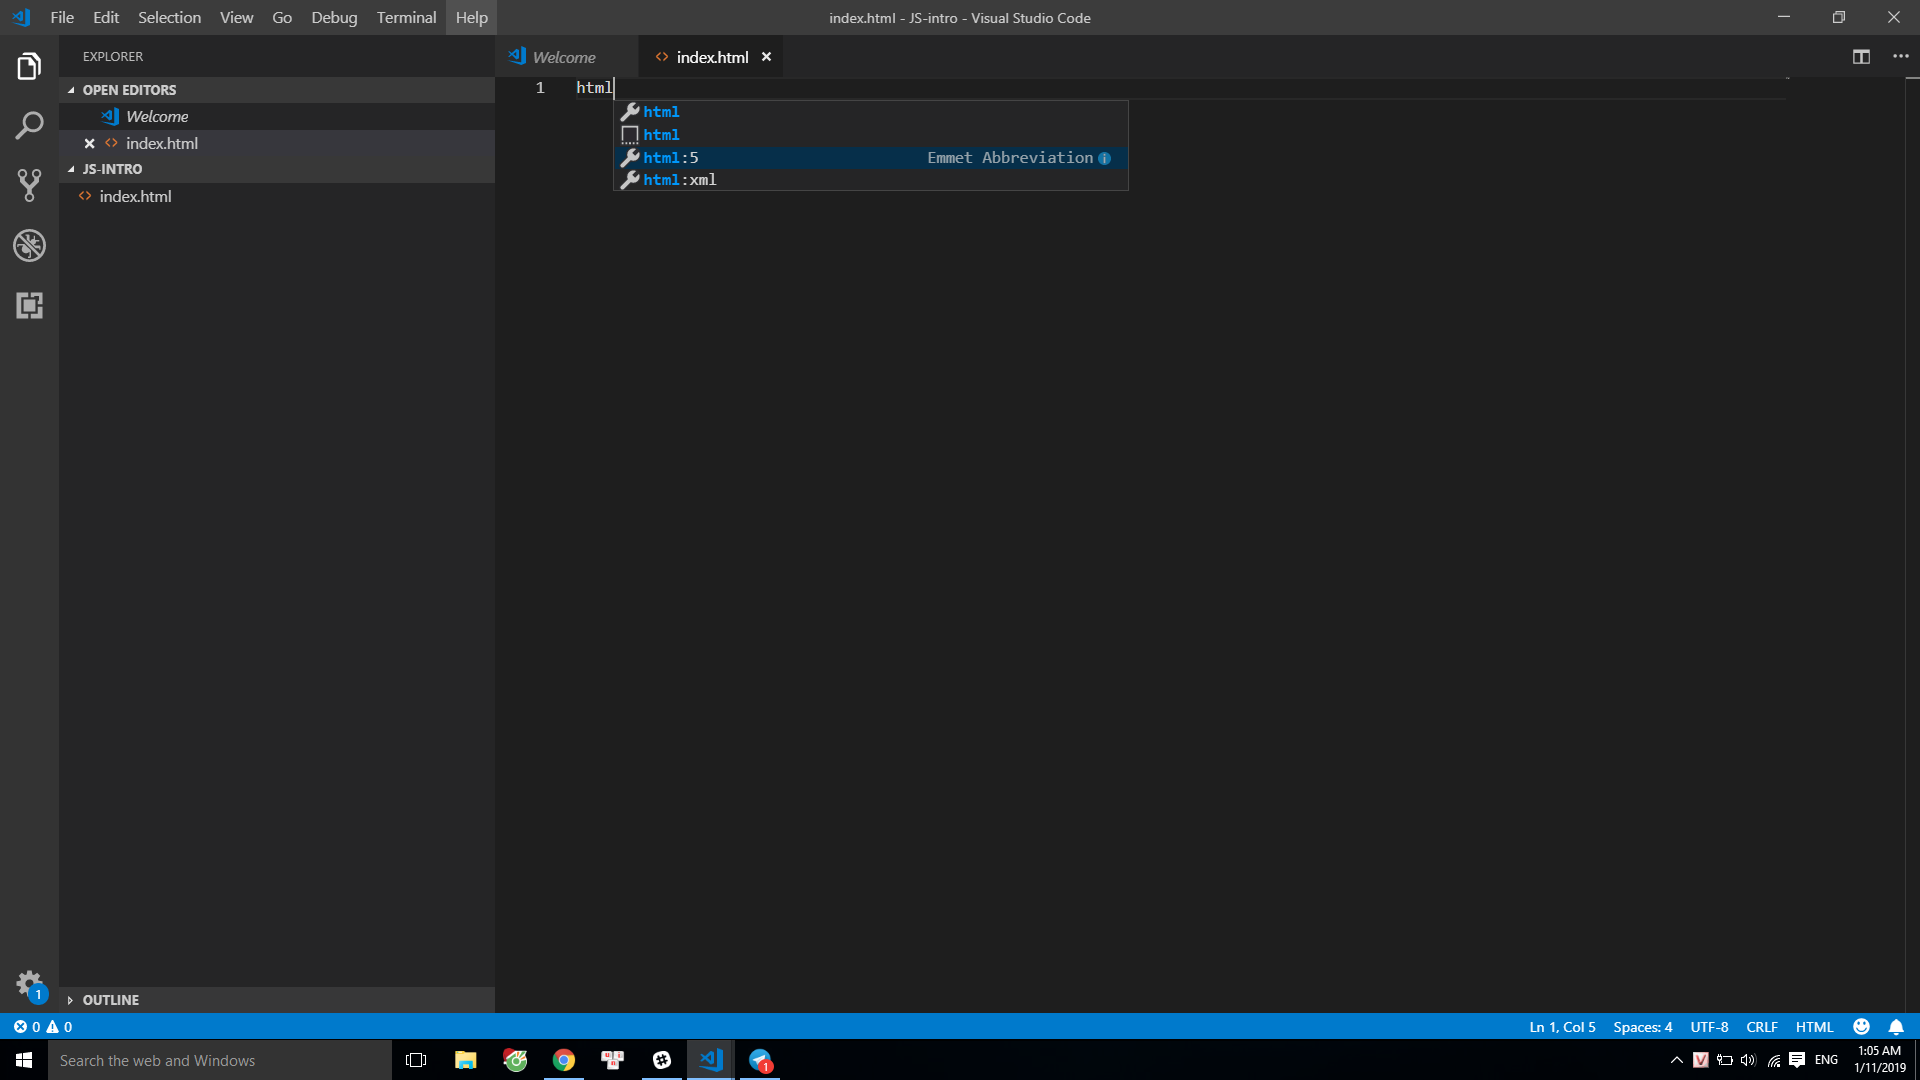 File Edit Selection View Go Debug Terminal Help
index.html - JS-intro - Visual Studio Code
EXPLORER
OPEN EDITORS
Welcome
index.html
JS-INTRO
index.html
OUTLINE
Welcome
index.html
1 html
html
html
html:5 Emmet Abbreviation
html:xml
1
0 0
Ln 1, Col 5 Spaces: 4 UTF-8 CRLF HTML
Search the web and Windows
1
ENG
1:05 AM
1/11/2019